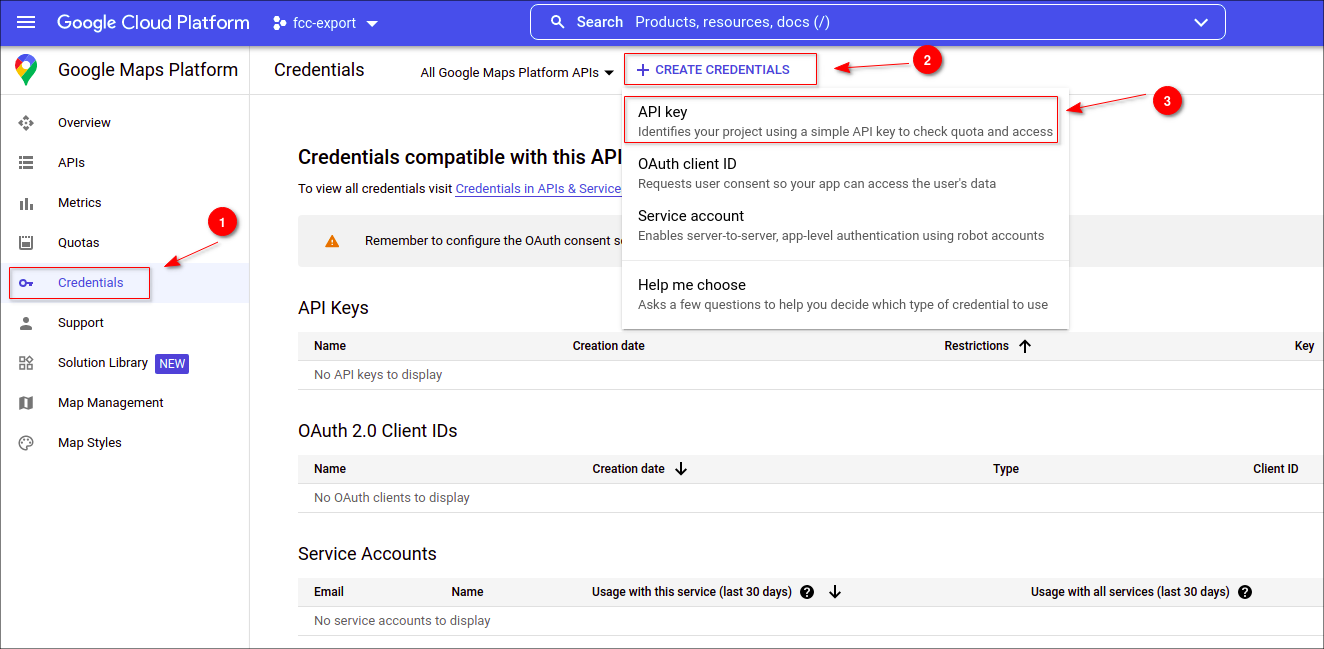 Google Cloud Platform
fcc-export
Search Products, resources, docs (/)
Google Maps Platform
Credentials
All Google Maps Platform APIs
+ CREATE CREDENTIALS
2
API key
Identifies your project using a simple API key to check quota and access
3
OAuth client ID
Requests user consent so your app can access the user's data
Service account
Enables server-to-server, app-level authentication using robot accounts
Help me choose
Asks a few questions to help you decide which type of credential to use
Overview
APIs
Metrics
Quotas
1
Credentials
Support
Solution Library NEW
Map Management
Map Styles
Credentials compatible with this API
To view all credentials visit Credentials in APIs & Service
Remember to configure the OAuth consent
API Keys
Name Creation date Restrictions Key
No API keys to display
OAuth 2.0 Client IDs
Name Creation date Type Client ID
No OAuth clients to display
Service Accounts
Email Name Usage with this service (last 30 days) ? Usage with all services (last 30 days) ?
No service accounts to display